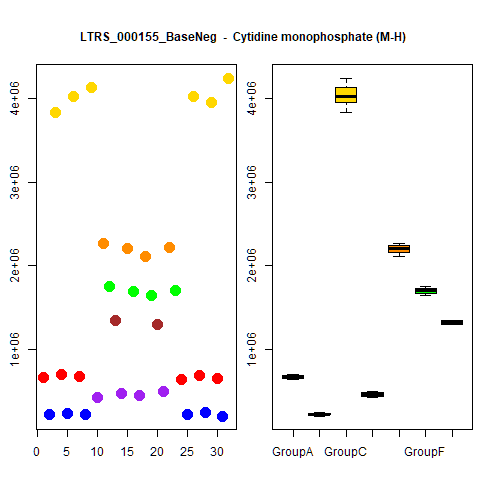 LTRS_000155_BaseNeg - Cytidine monophosphate (M-H)
4e+06
3e+06
2e+06
1e+06
0 5 10 15 20 25 30
4e+06
3e+06
2e+06
1e+06
GroupA GroupC GroupF